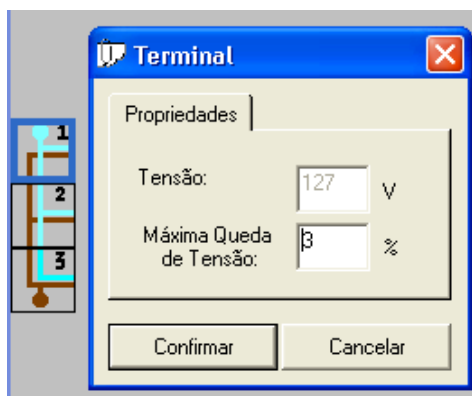 Terminal
Propriedades
1
2
3
Tensão: 127 V
Máxima Queda
de Tensão: 3 %
Confirmar Cancelar